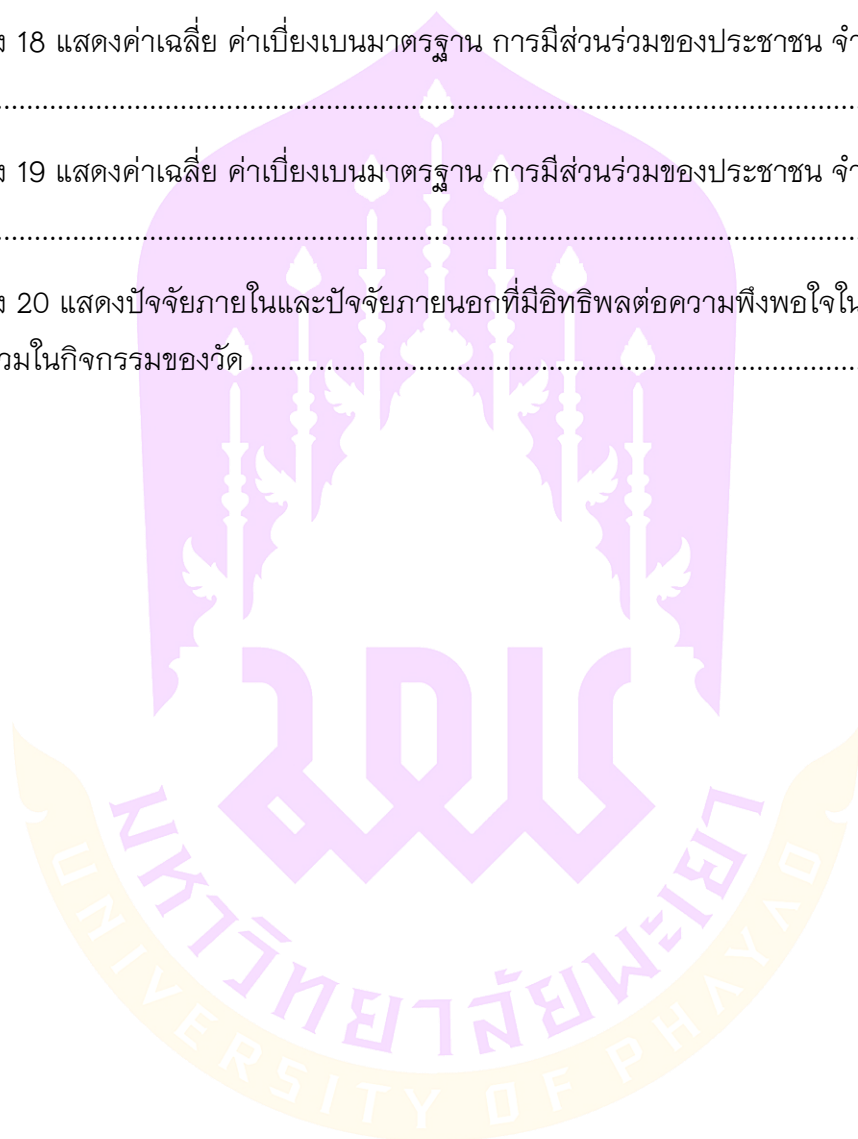 ง 18 แสดงค่าเฉลี่ย ค่าเบี่ยงเบนมาตรฐาน การมีส่วนร่วมของประชาชน จำ
................................................................................
ง 19 แสดงค่าเฉลี่ย ค่าเบี่ยงเบนมาตรฐาน การมีส่วนร่วมของประชาชน จำ
................................................................................
ง 20 แสดงปัจจัยภายในและปัจจัยภายนอกที่มีอิทธิพลต่อความพึงพอใจใน
วมในกิจกรรมของวัด ................................................................................
มหาวิทยาลัยพะเยา
UNIVERSITY OF PHAYAO